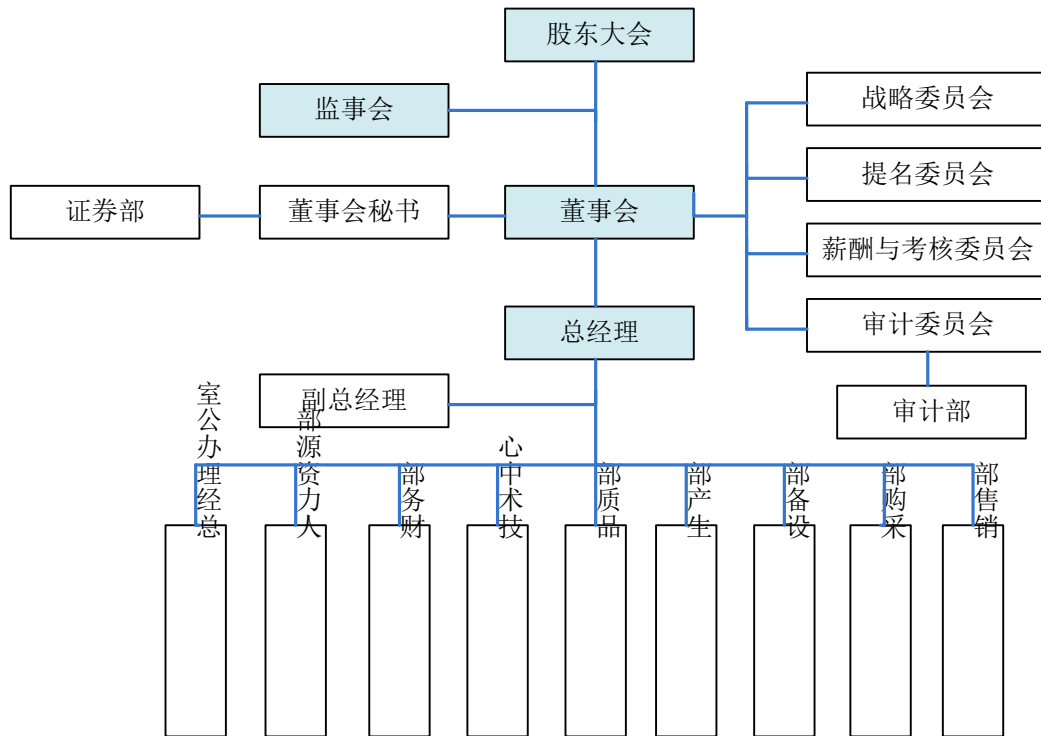 股东大会
监事会
战略委员会
提名委员会
证券部
董事会秘书
董事会
薪酬与考核委员会
总经理
审计委员会
副总经理
审计部
室公办理经总
部源资力人
部务财
心中术技
部质品
部产生
部备设
部购采
部售销